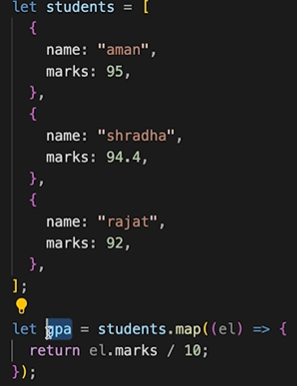 let students = [
{
name: "aman",
marks: 95,
},
{
name: "shradha",
marks: 94.4,
},
{
name: "rajat",
marks: 92,
},
];
let gpa = students.map((el) => {
return el.marks / 10;
});